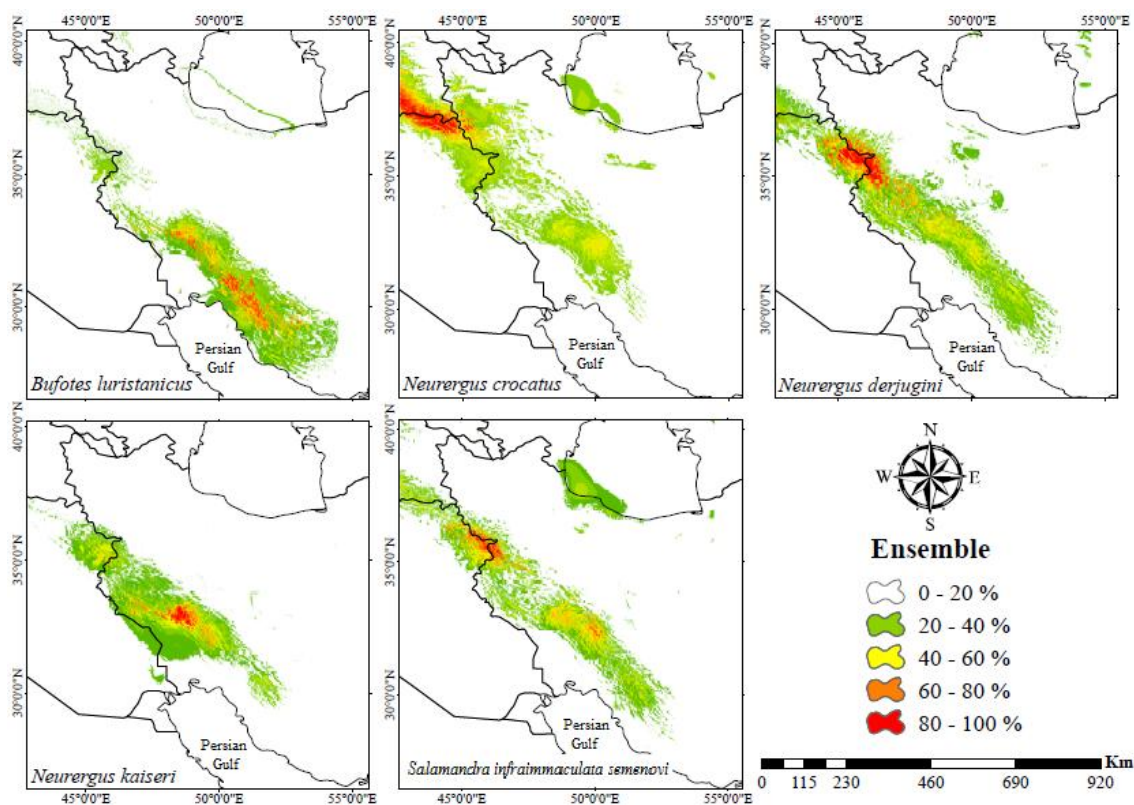 45°0'0"E 50°0'0"E 55°0'0"E
45°0'0"E 50°0'0"E 55°0'0"E
45°0'0"E 50°0'0"E 55°0'0"E
40°0'0"N
35°0'0"N
30°0'0"N
Persian
Gulf
Bufotes luristanicus
40°0'0"N
35°0'0"N
30°0'0"N
Persian
Gulf
Neurergus crocatus
40°0'0"N
35°0'0"N
30°0'0"N
Persian
Gulf
Neurergus derjugini
40°0'0"N
35°0'0"N
30°0'0"N
Persian
Gulf
Neurergus kaiseri
45°0'0"E 50°0'0"E 55°0'0"E
40°0'0"N
35°0'0"N
30°0'0"N
Persian
Gulf
Salamandra infraimmaculata semenovi
45°0'0"E 50°0'0"E 55°0'0"E
N
W E
S
Ensemble
0 - 20 %
20 - 40 %
40 - 60 %
60 - 80 %
80 - 100 %
Km
0 115 230 460 690 920